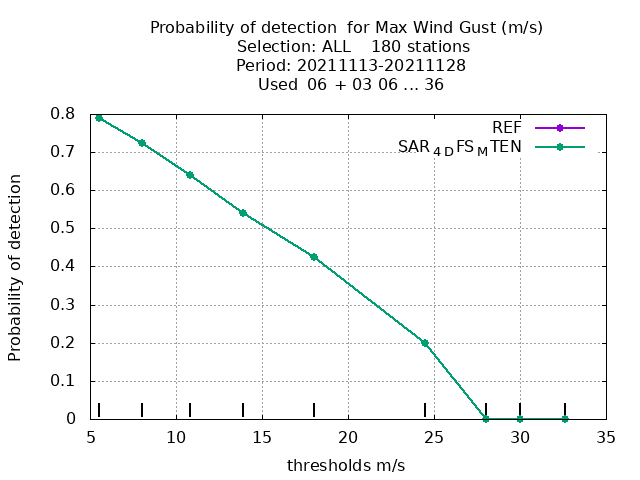 Probability of detection  for Max Wind Gust (m/s)
Selection: ALL    180 stations
Period: 20211113-20211128
Used  06 + 03 06 ... 36
REF
SAR4DFSMTEN
Probability of detection
0.8
0.7
0.6
0.5
0.4
0.3
0.2
0.1
0
5 10 15 20 25 30 35
thresholds m/s